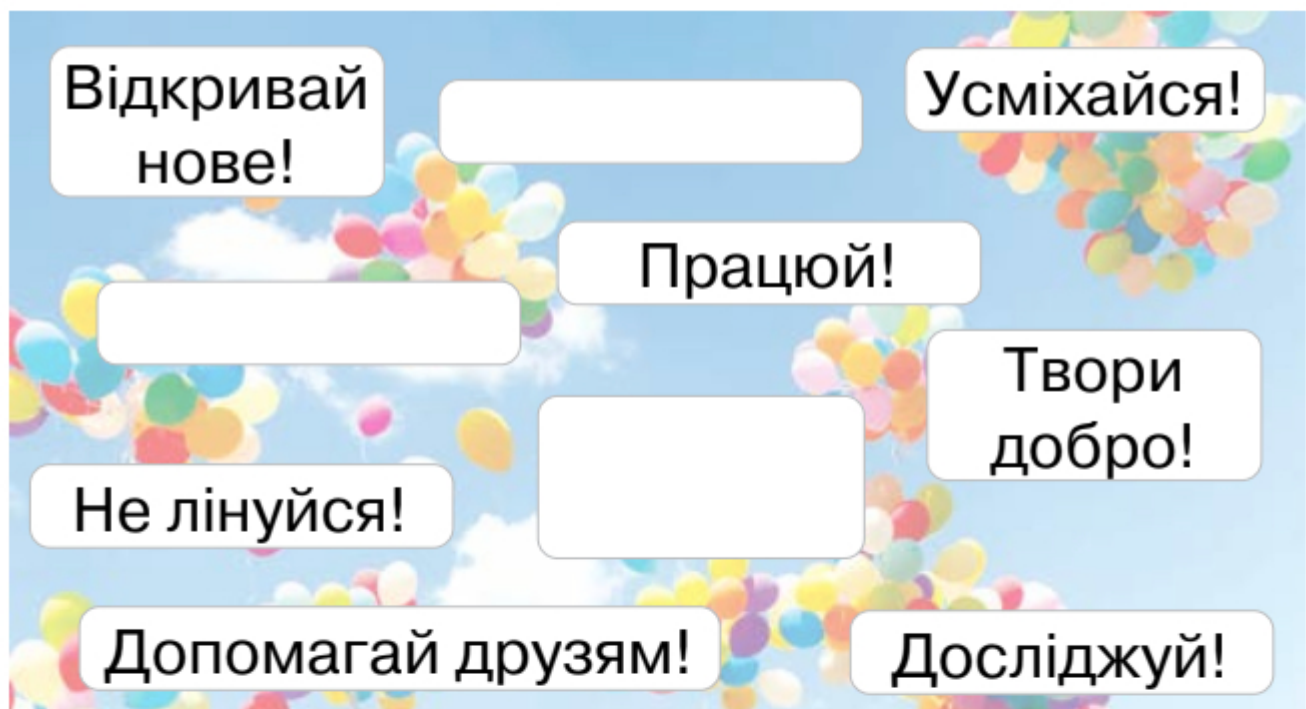 Відкривай
нове!
Усміхайся!
Працюй!
Твори
добро!
Не лінуйся!
Допомагай друзям!
Досліджуй!